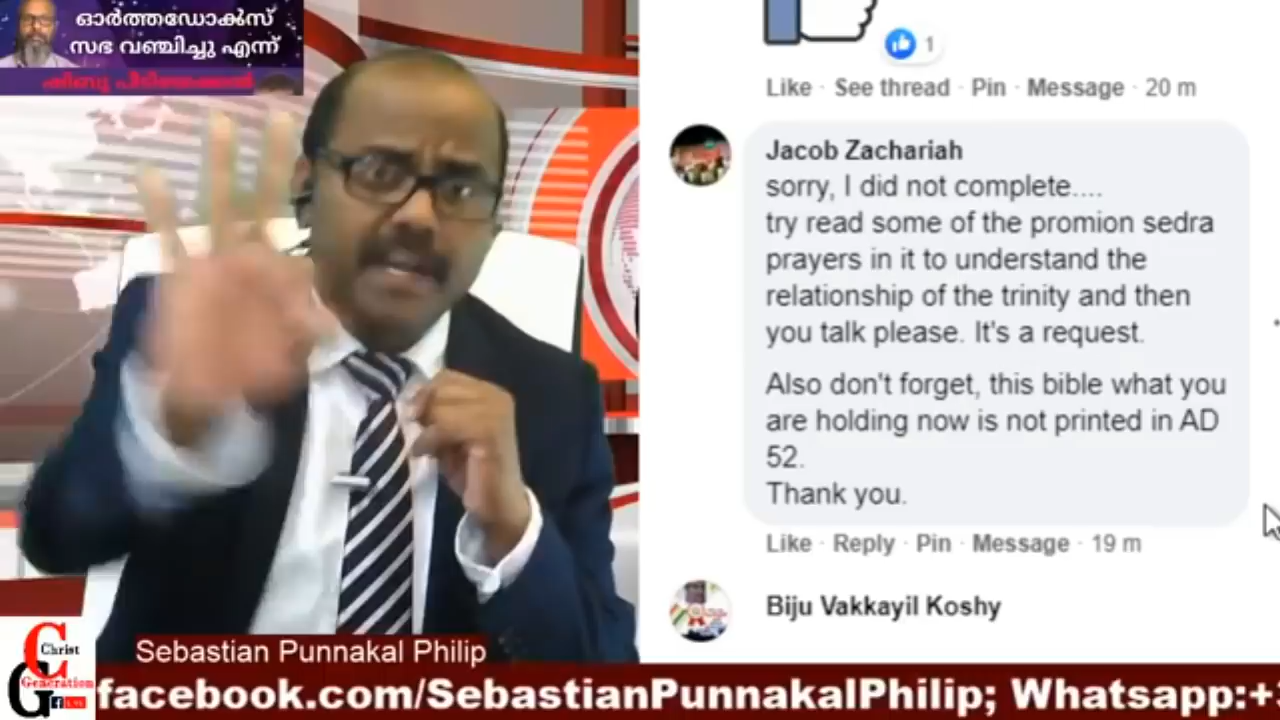 ഓർത്തഡോക്സ്
സഭ വഞ്ചിച്ചു എന്ന്
ഷിബു പീടിയേക്കൽ
1
Like · See thread · Pin · Message · 20 m
Jacob Zachariah
sorry, I did not complete....
try read some of the promion sedra
prayers in it to understand the
relationship of the trinity and then
you talk please. It's a request.
Also don't forget, this bible what you
are holding now is not printed in AD
52.
Thank you.
Like · Reply · Pin · Message · 19 m
Biju Vakkayil Koshy
Sebastian Punnakal Philip
Christ
Generation
facebook.com/SebastianPunnakalPhilip; Whatsapp:+